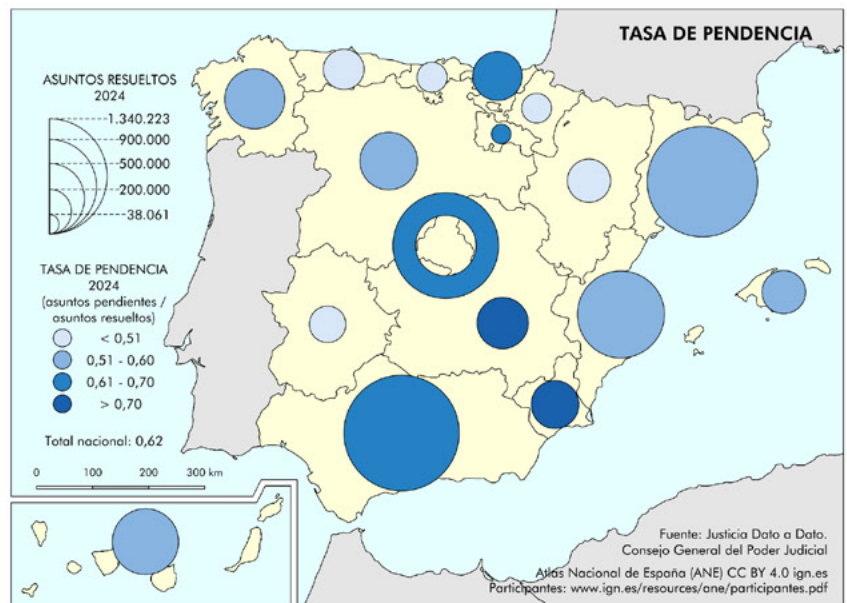 TASA DE PENDENCIA
ASUNTOS RESUELTOS
2024
1.340.223
900.000
500.000
200.000
38.061
TASA DE PENDENCIA
2024
(asuntos pendientes /
asuntos resueltos)
< 0,51
0,51 - 0,60
0,61 - 0,70
> 0,70
Total nacional: 0,62
0 100 200 300 km
Fuente: Justicia Dato a Dato.
Consejo General del Poder Judicial
Atlas Nacional de España (ANE) CC BY 4.0 ign.es
Participantes: www.ign.es/resources/ane/participantes.pdf